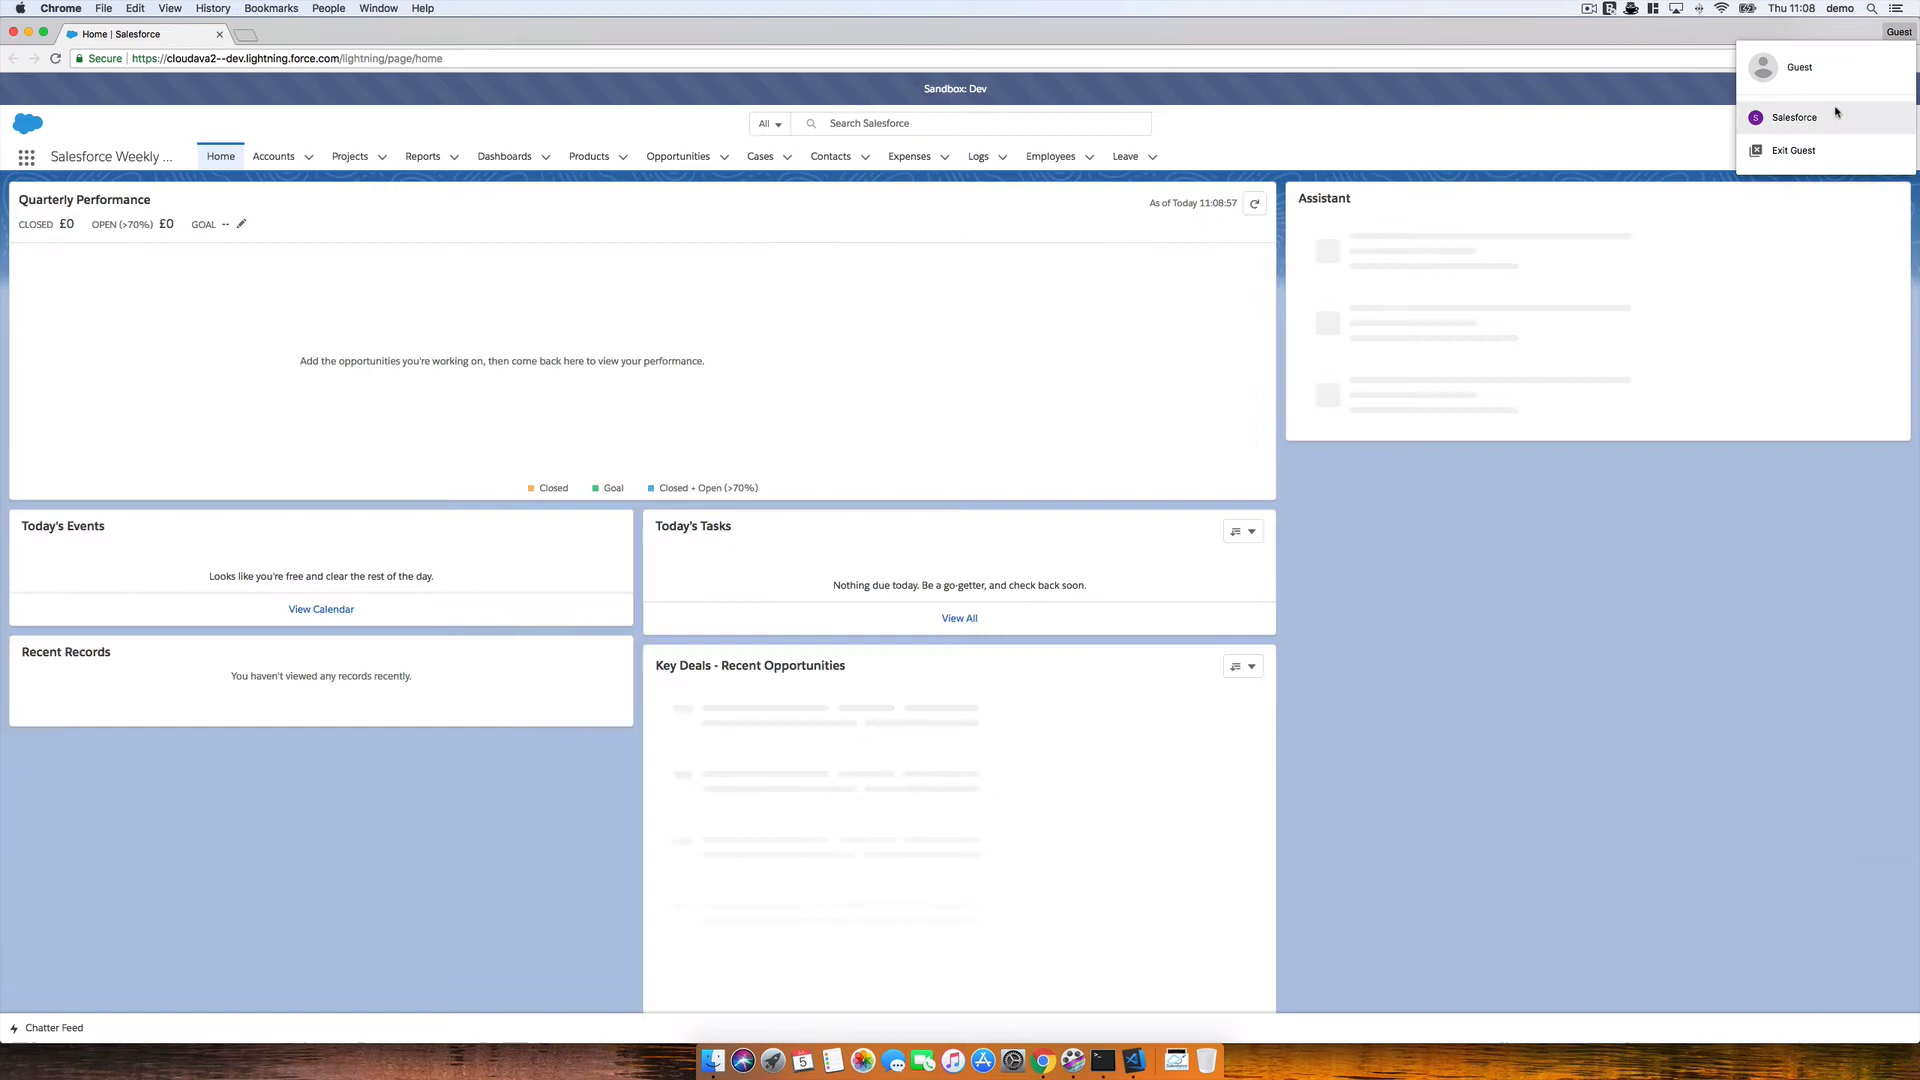 Chrome File Edit View History Bookmarks People Window Help Thu 11:08 demo
Home | Salesforce Guest
Secure https://cloudava2--dev.lightning.force.com/lightning/page/home
Guest
Salesforce
Exit Guest
Sandbox: Dev
All Search Salesforce
Salesforce Weekly ... Home Accounts Projects Reports Dashboards Products Opportunities Cases Contacts Expenses Logs Employees Leave
Quarterly Performance
CLOSED £0 OPEN (>70%) £0 GOAL --
As of Today 11:08:57
Add the opportunities you're working on, then come back here to view your performance.
Closed Goal Closed + Open (>70%)
Assistant
Today's Events
Looks like you're free and clear the rest of the day.
View Calendar
Today's Tasks
Nothing due today. Be a go-getter, and check back soon.
View All
Recent Records
You haven't viewed any records recently.
Key Deals - Recent Opportunities
Chatter Feed
5